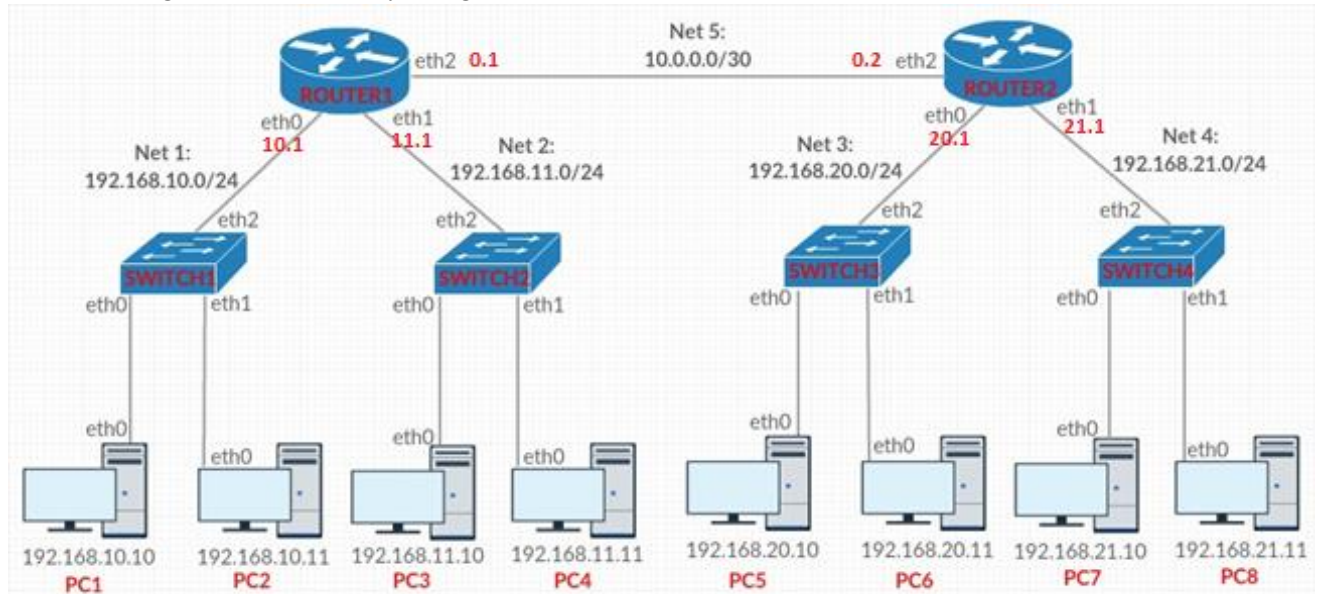 Net 5:
10.0.0.0/30
eth2 0.1
0.2 eth2
ROUTER1
ROUTER2
eth0
10.1
eth1
11.1
eth0
20.1
eth1
21.1
Net 1:
192.168.10.0/24
Net 2:
192.168.11.0/24
Net 3:
192.168.20.0/24
Net 4:
192.168.21.0/24
eth2
eth2
eth2
eth2
SWITCH1
SWITCH2
SWITCH3
SWITCH4
eth0 eth1
eth0 eth1
eth0 eth1
eth0 eth1
eth0
eth0
eth0
eth0
eth0
eth0
eth0
eth0
192.168.10.10
PC1
192.168.10.11
PC2
192.168.11.10
PC3
192.168.11.11
PC4
192.168.20.10
PC5
192.168.20.11
PC6
192.168.21.10
PC7
192.168.21.11
PC8